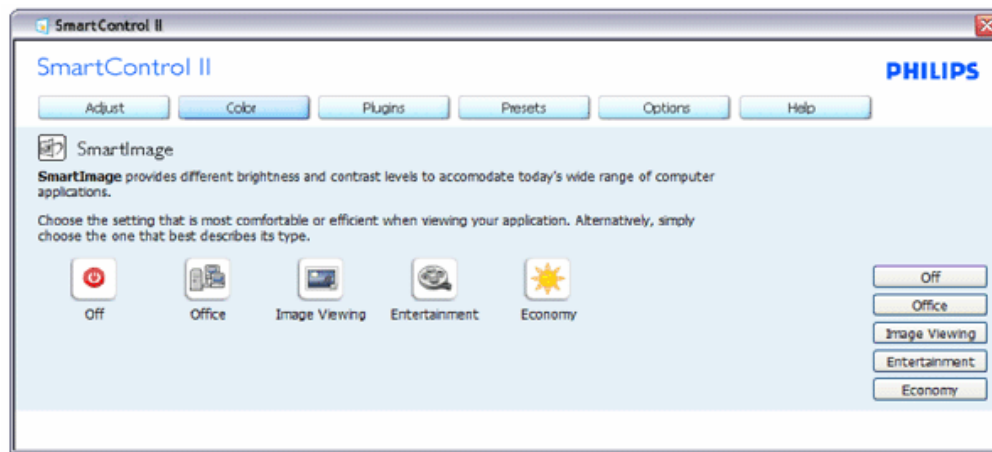 SmartControl II
SmartControl II
PHILIPS
Adjust Color Plugins Presets Options Help
SmartImage
SmartImage provides different brightness and contrast levels to accomodate today's wide range of computer
applications.
Choose the setting that is most comfortable or efficient when viewing your application. Alternatively, simply
choose the one that best describes its type.
Off Office Image Viewing Entertainment Economy
Off
Office
Image Viewing
Entertainment
Economy